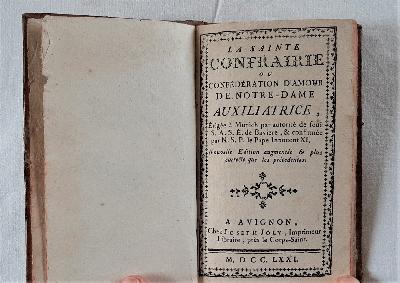 LA SAINTE
CONFRAIRIE
OU
CONFÉDÉRATION D'AMOUR
DE NOTRE-DAME
AUXILIATRICE,
Érigée à Munich par autorité de feüe
S. A. S. É. de Baviere, & confirmée
par N. S. P. le Pape Innocent XI.
Nouvelle Edition augmentée & plus
correcte que les précédentes.
A AVIGNON,
Chez JOSEPH JOLY, Imprimeur
Libraire, près le Corps-Saint.
M. DCC. LXXI.